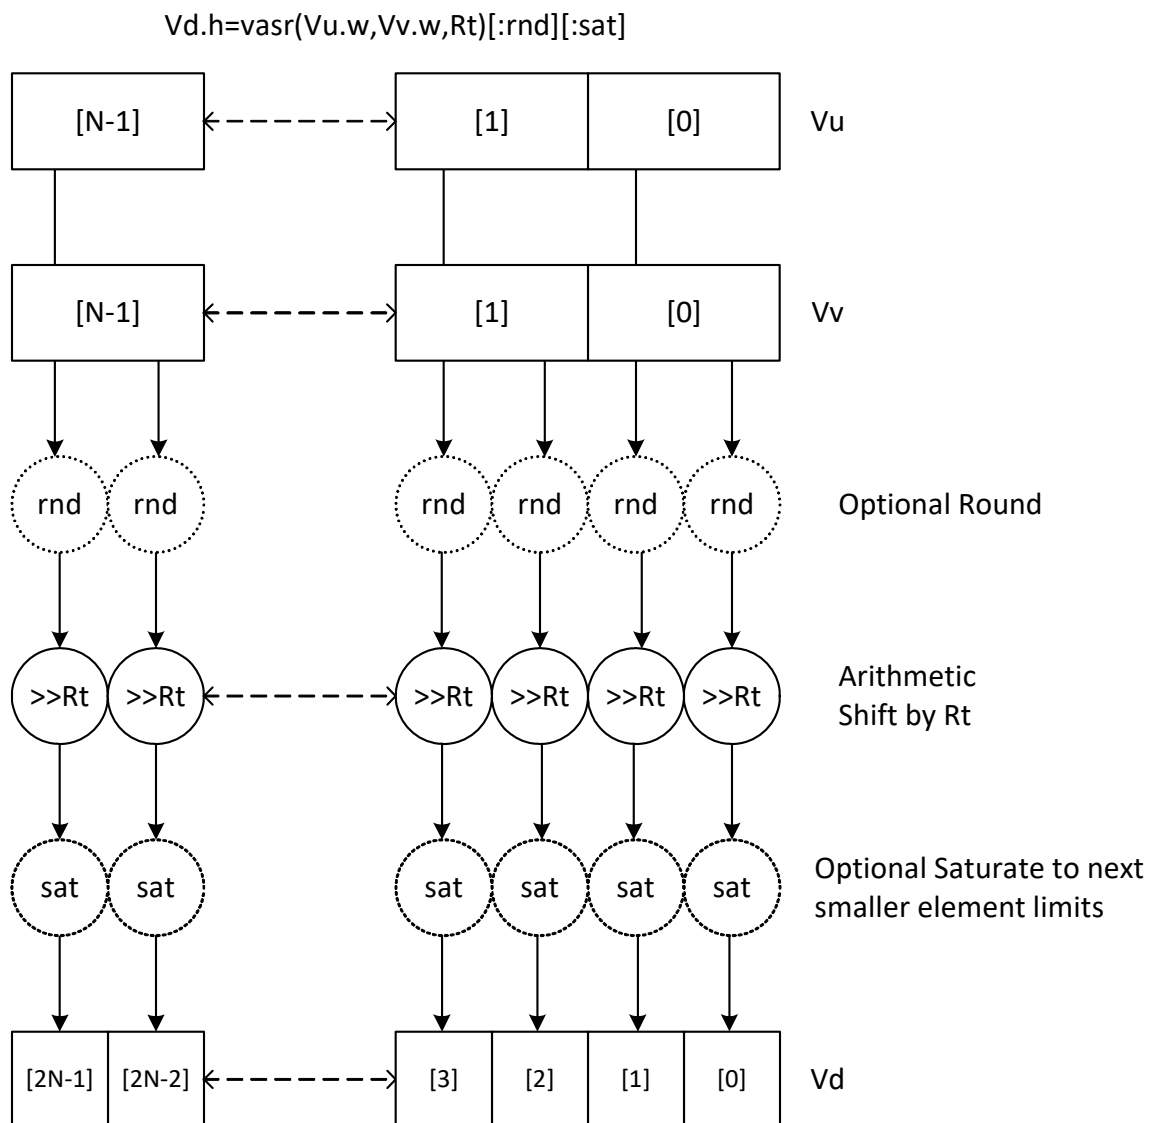 Vd.h=vasr(Vu.w,Vv.w,Rt)[:rnd][:sat]
[N-1] [1] [0] Vu
[N-1] [1] [0] Vv
rnd rnd rnd rnd rnd rnd Optional Round
>>Rt >>Rt >>Rt >>Rt >>Rt >>Rt Arithmetic
Shift by Rt
sat sat sat sat sat sat Optional Saturate to next
smaller element limits
[2N-1] [2N-2] [3] [2] [1] [0] Vd